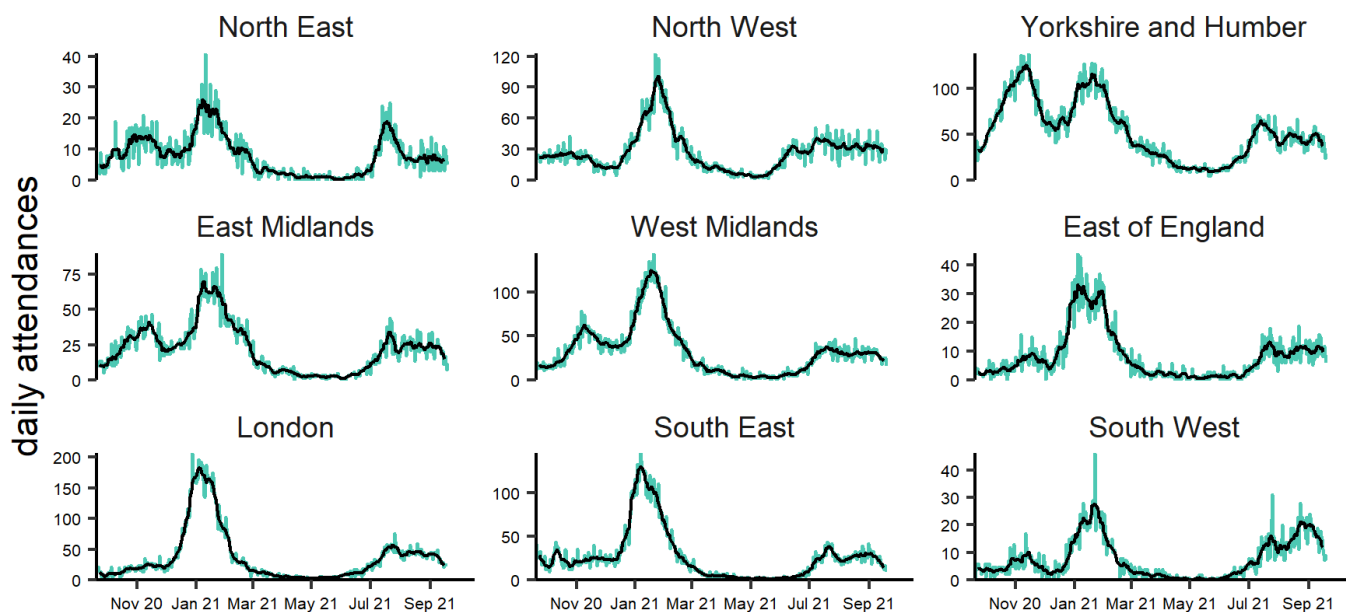 North East
North West
Yorkshire and Humber
40
30
20
10
0
120
90
60
30
0
100
50
0
East Midlands
West Midlands
East of England
75
50
25
0
100
50
0
40
30
20
10
0
daily attendances
London
South East
South West
200
150
100
50
0
100
50
0
40
30
20
10
0
Nov 20 Jan 21 Mar 21 May 21 Jul 21 Sep 21
Nov 20 Jan 21 Mar 21 May 21 Jul 21 Sep 21
Nov 20 Jan 21 Mar 21 May 21 Jul 21 Sep 21